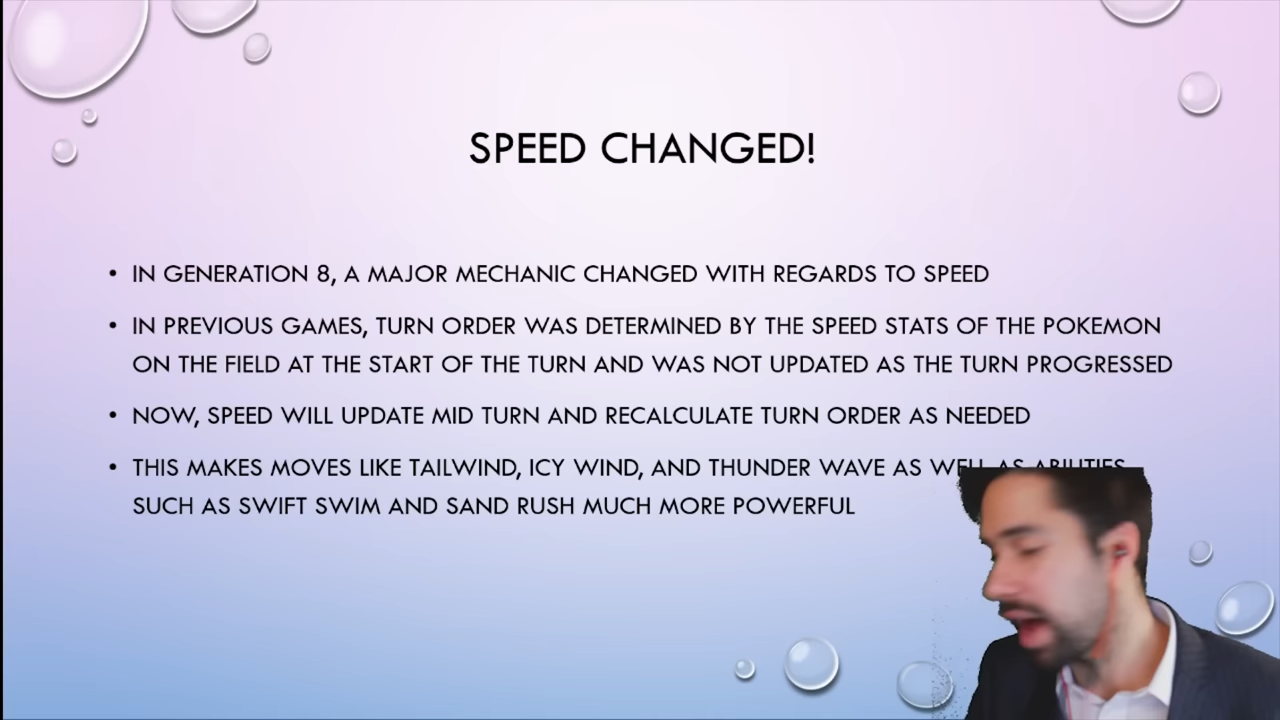 SPEED CHANGED!
• IN GENERATION 8, A MAJOR MECHANIC CHANGED WITH REGARDS TO SPEED
• IN PREVIOUS GAMES, TURN ORDER WAS DETERMINED BY THE SPEED STATS OF THE POKEMON
ON THE FIELD AT THE START OF THE TURN AND WAS NOT UPDATED AS THE TURN PROGRESSED
• NOW, SPEED WILL UPDATE MID TURN AND RECALCULATE TURN ORDER AS NEEDED
• THIS MAKES MOVES LIKE TAILWIND, ICY WIND, AND THUNDER WAVE AS WELL AS ABILITIES
SUCH AS SWIFT SWIM AND SAND RUSH MUCH MORE POWERFUL